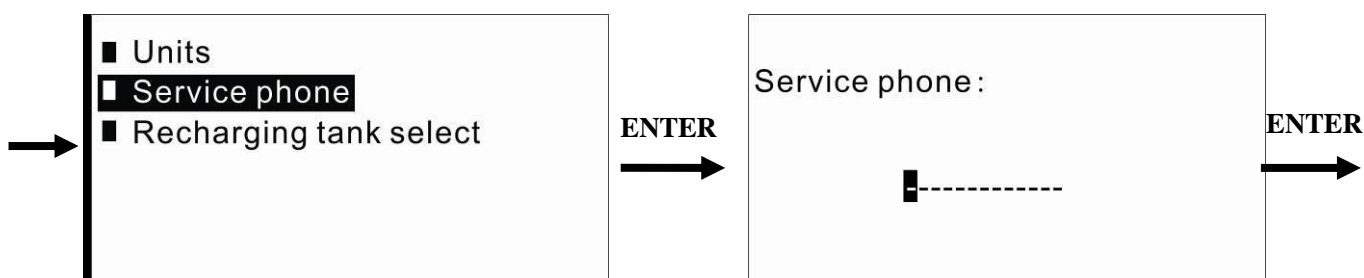 Units
Service phone
Recharging tank select
ENTER
Service phone:
-------------
ENTER